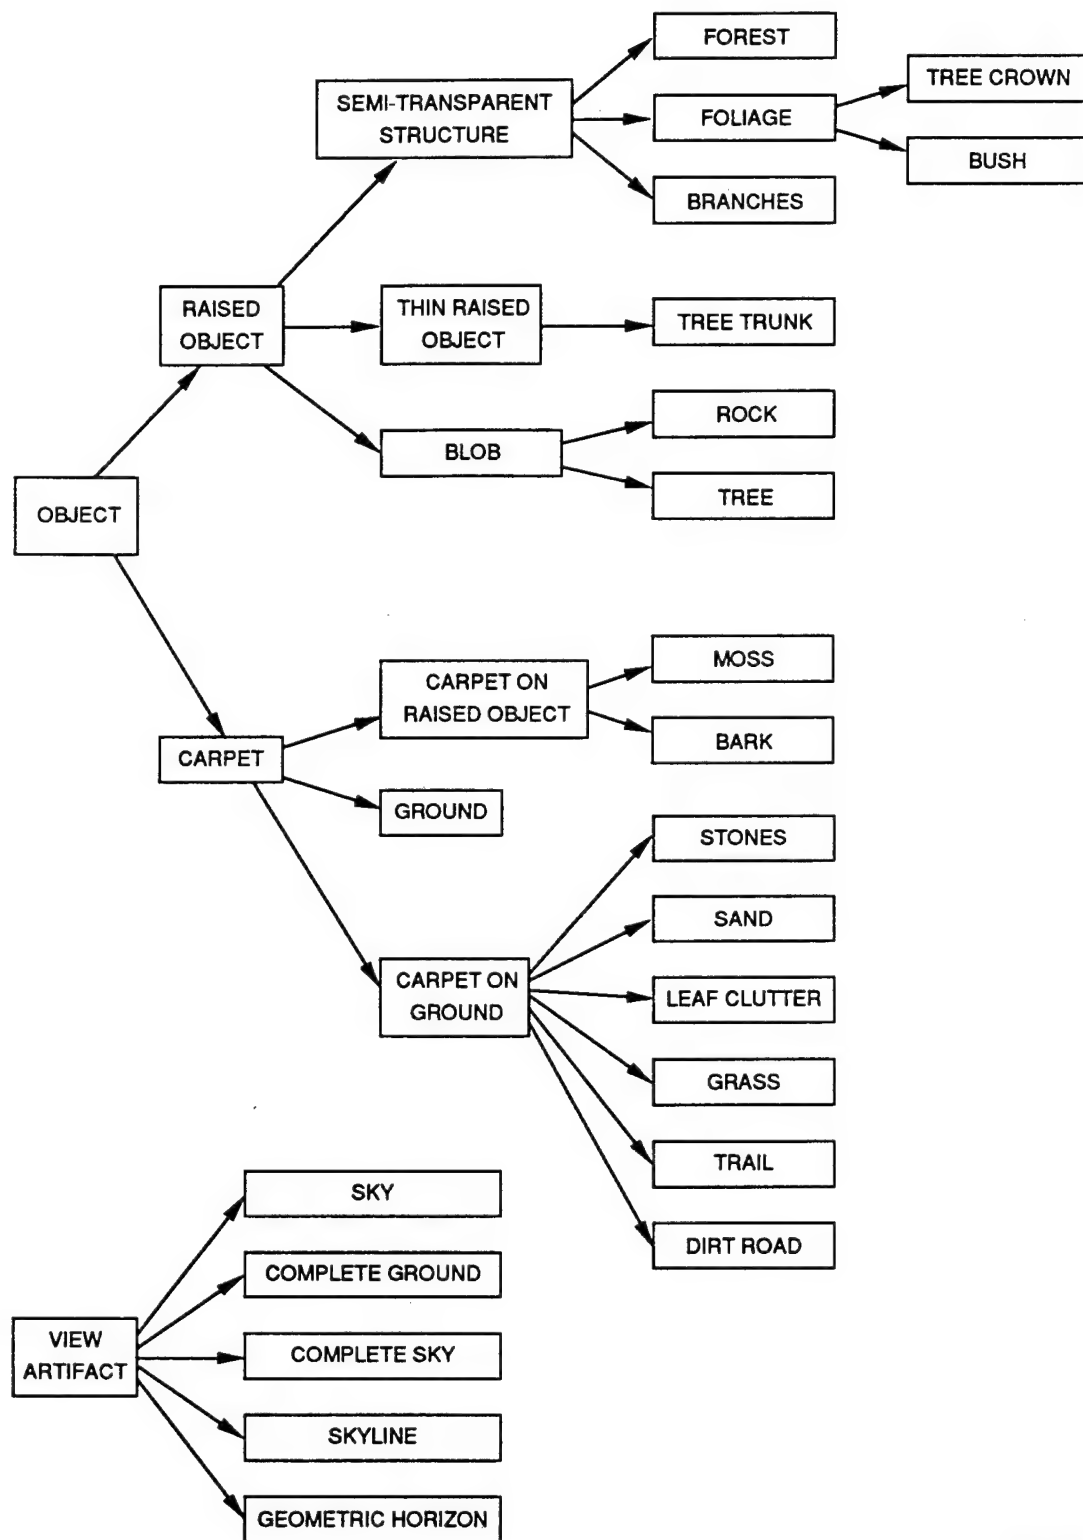 FOREST
TREE CROWN
SEMI-TRANSPARENT
STRUCTURE
FOLIAGE
BUSH
BRANCHES
RAISED
OBJECT
THIN RAISED
OBJECT
TREE TRUNK
ROCK
BLOB
TREE
OBJECT
MOSS
CARPET ON
RAISED OBJECT
BARK
CARPET
GROUND
STONES
SAND
CARPET ON
GROUND
LEAF CLUTTER
GRASS
TRAIL
DIRT ROAD
SKY
COMPLETE GROUND
VIEW
ARTIFACT
COMPLETE SKY
SKYLINE
GEOMETRIC HORIZON